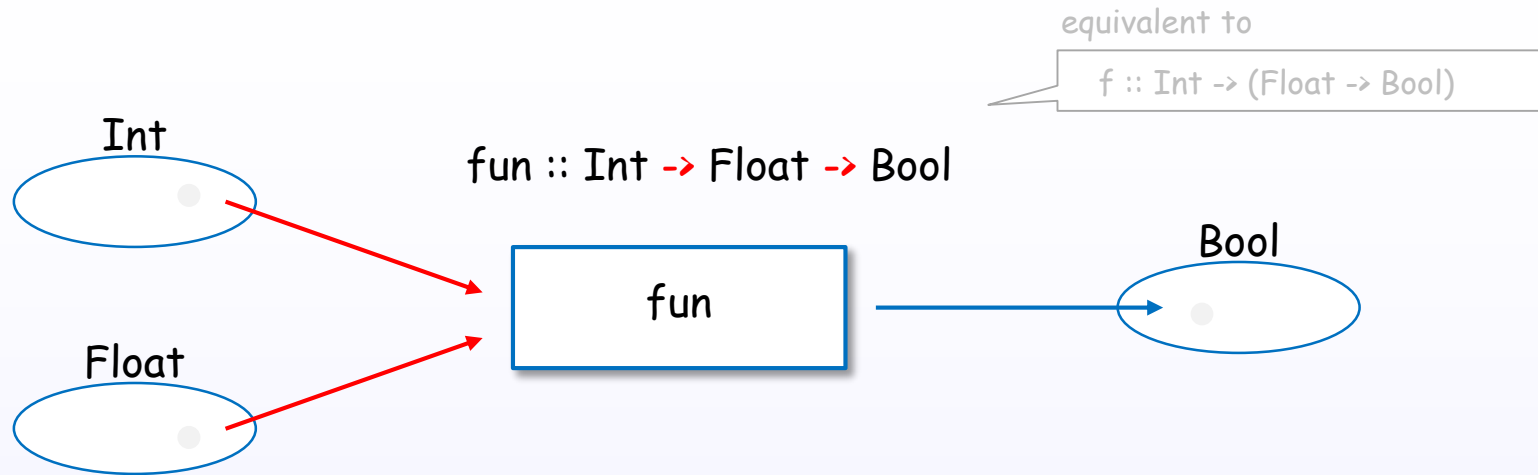 equivalent to
f :: Int -> (Float -> Bool)
Int
fun :: Int -> Float -> Bool
Bool
fun
Float